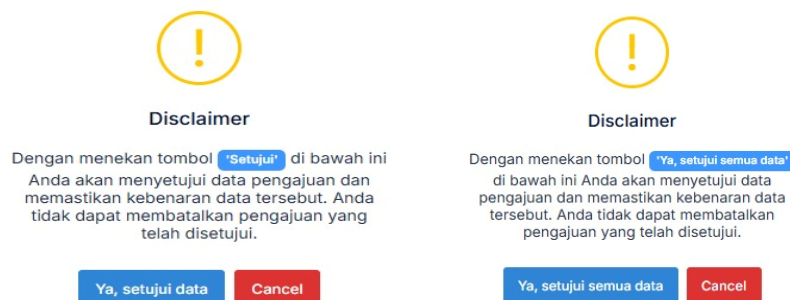 !
Disclaimer
Dengan menekan tombol 'Setujui' di bawah ini
Anda akan menyetujui data pengajuan dan
memastikan kebenaran data tersebut. Anda
tidak dapat membatalkan pengajuan yang
telah disetujui.
Ya, setujui data
Cancel
!
Disclaimer
Dengan menekan tombol 'Ya, setujui semua data'
di bawah ini Anda akan menyetujui data
pengajuan dan memastikan kebenaran data
tersebut. Anda tidak dapat membatalkan
pengajuan yang telah disetujui.
Ya, setujui semua data
Cancel